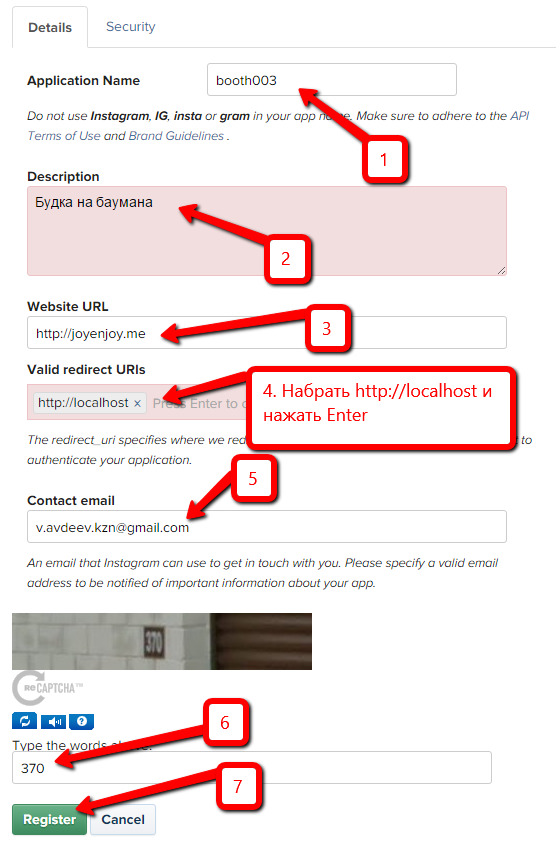 Details Security
Application Name booth003
Do not use Instagram, IG, insta or gram in your app name. Make sure to adhere to the API
Terms of Use and Brand Guidelines .
1
Description
Будка на баумана
2
Website URL
http://joyenjoy.me
3
Valid redirect URIs
http://localhost × Press Enter to
4. Набрать http://localhost и
нажать Enter
The redirect_uri specifies where we to
authenticate your application.
5
Contact email
v.avdeev.kzn@gmail.com
An email that Instagram can use to get in touch with you. Please specify a valid email
address to be notified of important information about your app.
370
reCAPTCHA™
?
Type the words
6
370
7
Register Cancel